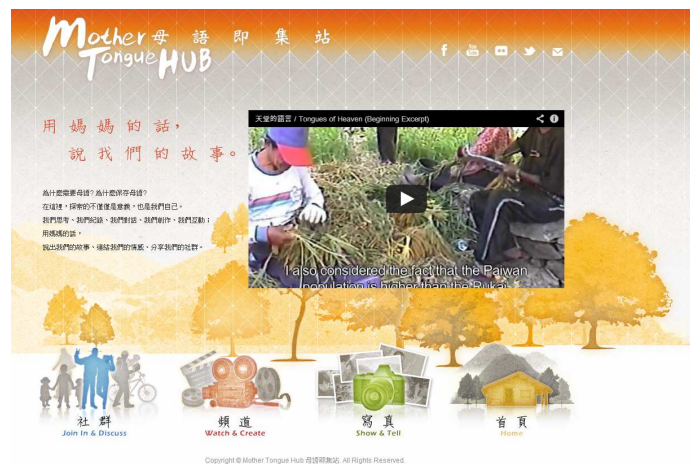 Mother
Tongue HUB
母語即集站
用媽媽的話，
說我們的故事。
天堂的語言 / Tongues of Heaven (Beginning Excerpt)
為什麼需要母語? 為什麼保存母語?
在這裡，探索的不僅僅是意義，也是我們自己。
我們思考、我們紀錄、我們對話、我們創作、我們互動；
用媽媽的話，
說出我們的故事、連結我們的情感、分享我們的社群。
I also considered the fact that the Paiwan
population is higher than the Rukai
社群
Join In & Discuss
頻道
Watch & Create
寫真
Show & Tell
首頁
Home
Copyright © Mother Tongue Hub 母語即集站. All Rights Reserved.